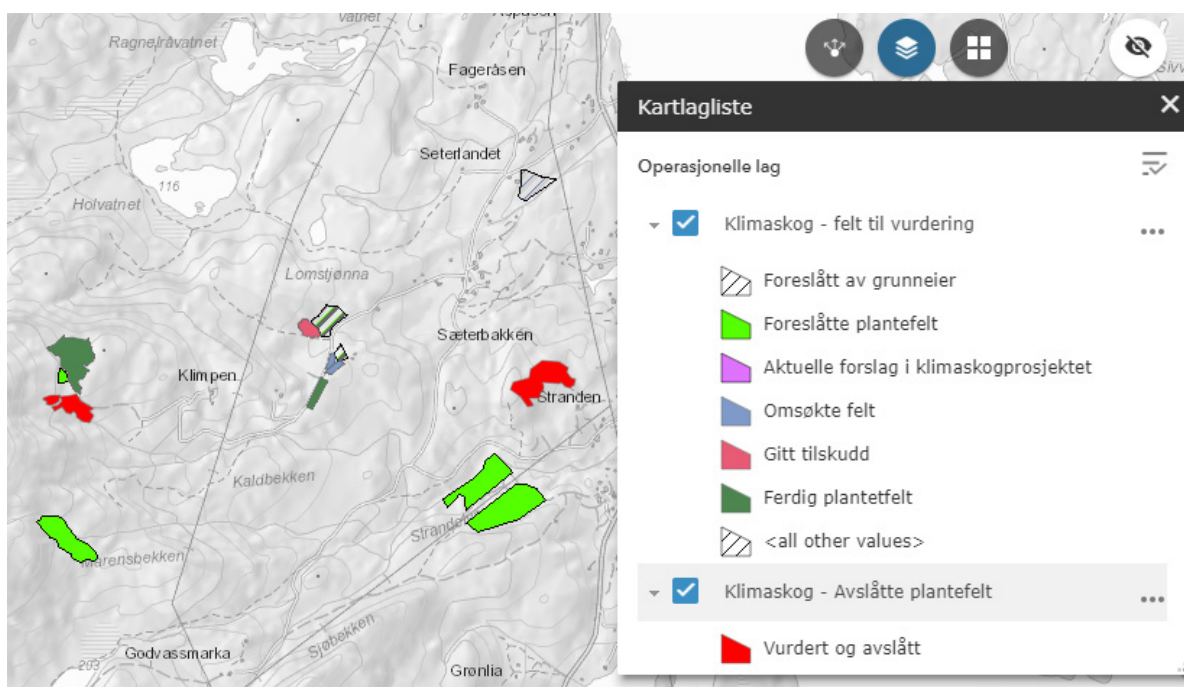 vatnet
Ragnelråvatnet
Fageråsen
Seterlandet
116
Holvatnet
Lomstjønna
Sæterbakken
Klimpen
Stranden
Kaldbekken
Marensbekken
Sjøbekken
Godvassmarka
203
Grønlia
Kartlagliste
Operasjonelle lag
Klimaskog - felt til vurdering
Foreslått av grunneier
Foreslåtte plantefelt
Aktuelle forslag i klimaskogprosjektet
Omsøkte felt
Gitt tilskudd
Ferdig plantetfelt
<all other values>
Klimaskog - Avslåtte plantefelt
Vurdert og avslått